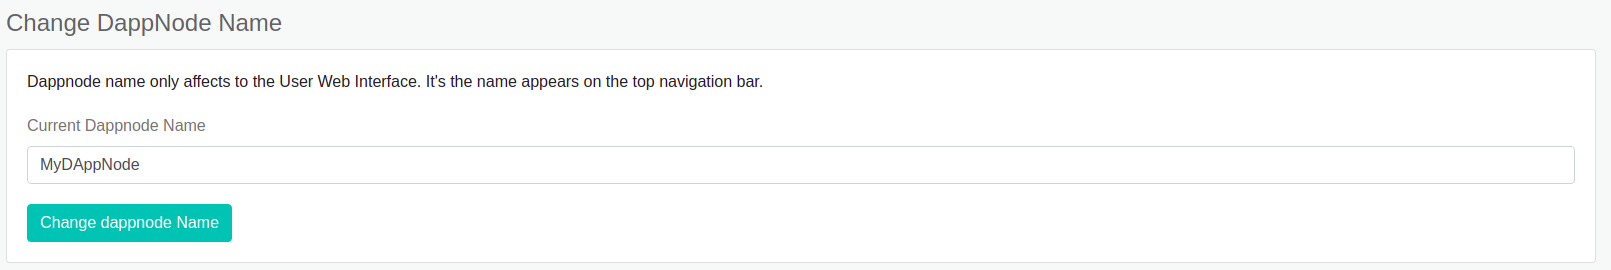 Change DappNode Name
Dappnode name only affects to the User Web Interface. It's the name appears on the top navigation bar.
Current Dappnode Name
MyDAppNode
Change dappnode Name